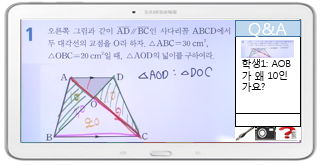 1 오른쪽 그림과 같이 AD∥BC인 사다리꼴 ABCD에서
두 대각선의 교점을 O라 하자. △ABC=30 cm²,
△OBC=20 cm²일 때, △AOD의 넓이를 구하여라.
△AOD : △DOC
A D
O
B C
Q&A
학생1: AOB
가 왜 10인
가요?